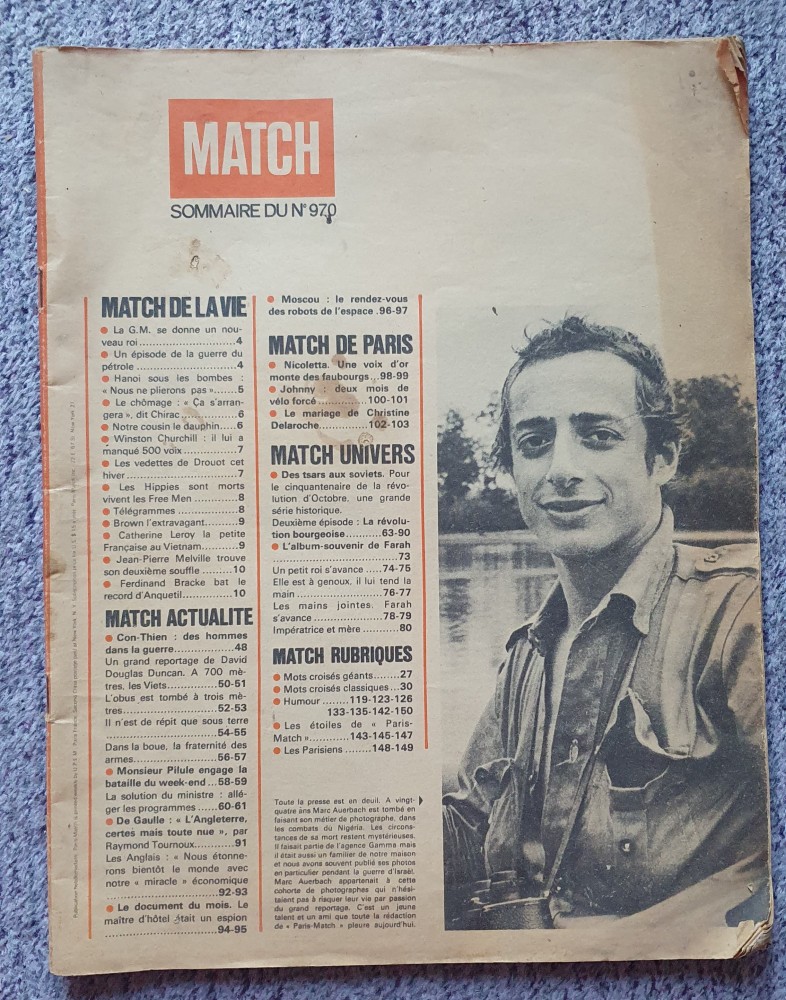 MATCH
SOMMAIRE DU N° 970
MATCH DE LA VIE
● La G.M. se donne un nou-
veau roi..........................4
● Un épisode de la guerre du
pétrole ...........................4
● Hanoi sous les bombes :
« Nous ne plierons pas »......5
● Le chômage : « Ça s'arran-
gera », dit Chirac...............6
● Notre cousin le dauphin.....6
● Winston Churchill : il lui a
manqué 500 voix ...............7
● Les vedettes de Drouot cet
hiver ..............................7
● Les Hippies sont morts
vivent les Free Men ............8
● Télégrammes ..................8
● Brown l'extravagant.........9
● Catherine Leroy la petite
Française au Vietnam..........9
● Jean-Pierre Melville trouve
son deuxième souffle .........10
● Ferdinand Bracke bat le
record d'Anquetil..............10
MATCH ACTUALITE
● Con-Thien : des hommes
dans la guerre..................48
Un grand reportage de David
Douglas Duncan. A 700 mè-
tres, les Viets................50-51
L'obus est tombé à trois mè-
tres............................52-53
Il n'est de répit que sous terre
................................54-55
Dans la boue, la fraternité des
armes.........................56-57
● Monsieur Pilule engage la
bataille du week-end ...58-59
La solution du ministre : allé-
ger les programmes ......60-61
● De Gaulle : « L'Angleterre,
certes mais toute nue », par
Raymond Tournoux..........91
Les Anglais : « Nous étonne-
rons bientôt le monde avec
notre « miracle » économique
................................92-93
● Le document du mois. Le
maître d'hôtel était un espion
................................94-95
● Moscou : le rendez-vous
des robots de l'espace .96-97
MATCH DE PARIS
● Nicoletta. Une voix d'or
monte des faubourgs...98-99
● Johnny : deux mois de
vélo forcé ...............100-101
● Le mariage de Christine
Delaroche...............102-103
MATCH UNIVERS
● Des tsars aux soviets. Pour
le cinquantenaire de la révo-
lution d'Octobre, une grande
série historique.
Deuxième épisode : La révolu-
tion bourgeoise...........63-90
● L'album-souvenir de Farah
...................................73
Un petit roi s'avance .....74-75
Elle est à genoux, il lui tend la
main .........................76-77
Les mains jointes. Farah
s'avance .....................78-79
Impératrice et mère ..........80
MATCH RUBRIQUES
● Mots croisés géants.......27
● Mots croisés classiques...30
● Humour .......119-123-126
133-135-142-150
● Les étoiles de « Paris-
Match »...........143-145-147
● Les Parisiens .......148-149
Toute la presse est en deuil. A vingt-
quatre ans Marc Auerbach est tombé en
faisant son métier de photographe, dans
les combats du Nigéria. Les circons-
tances de sa mort restent mystérieuses.
Il faisait partie de l'agence Gamma mais
il était aussi un familier de notre maison
et nous avons souvent publié ses photos
en particulier pendant la guerre d'Israël.
Marc Auerbach appartenait à cette
cohorte de photographes qui n'hési-
taient pas à risquer leur vie par passion
du grand reportage. C'est un jeune
talent et un ami que toute la rédaction
de « Paris-Match » pleure aujourd'hui.